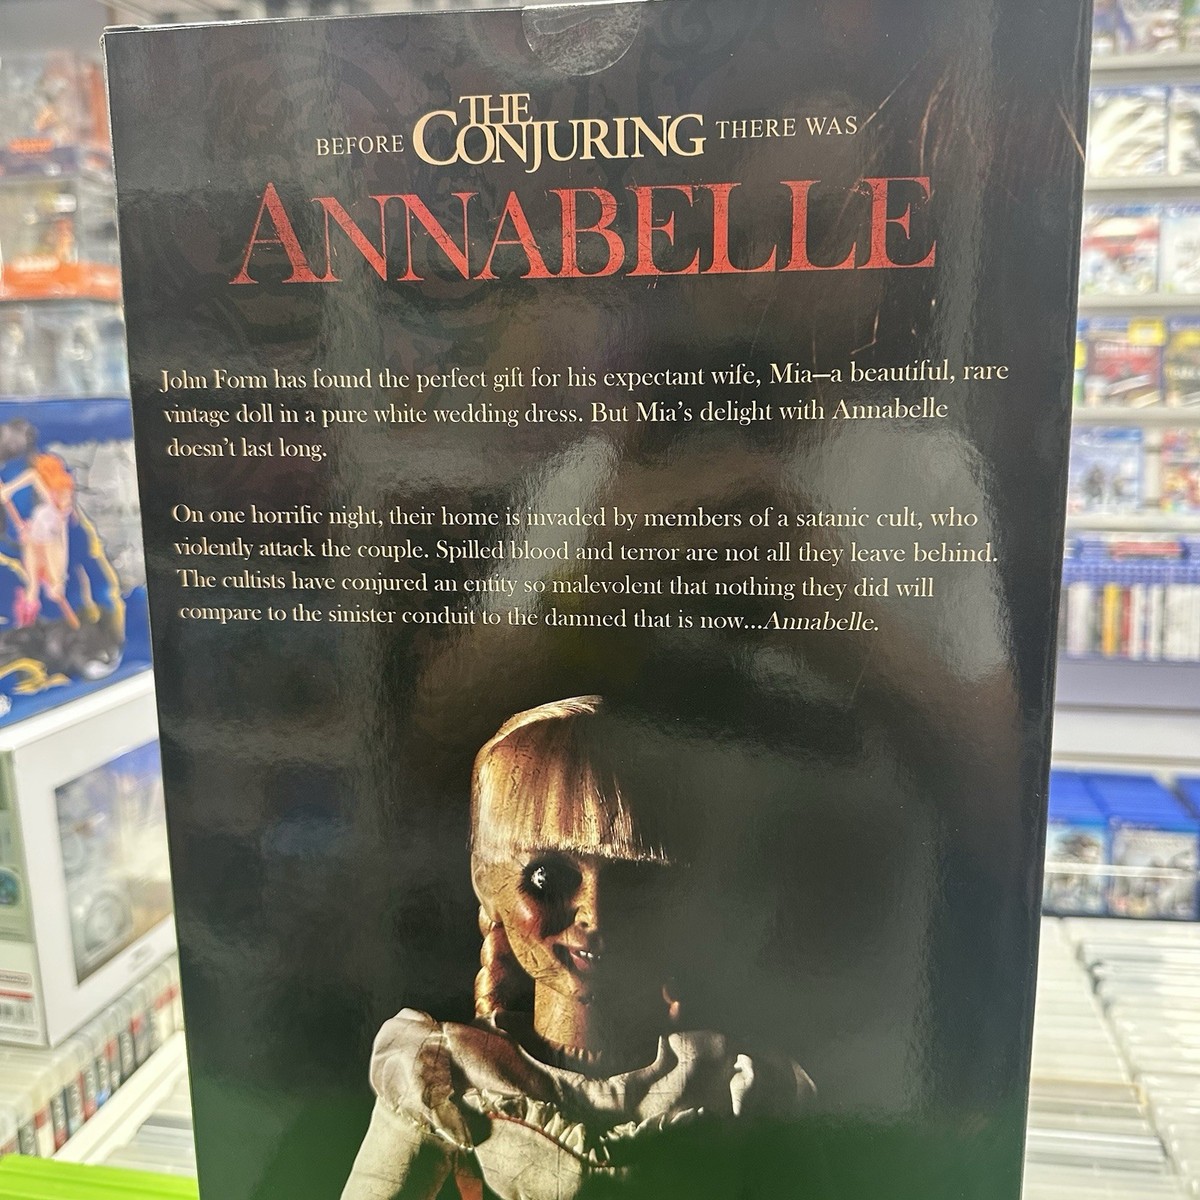 BEFORE THE CONJURING THERE WAS
ANNABELLE
John Form has found the perfect gift for his expectant wife, Mia—a beautiful, rare
vintage doll in a pure white wedding dress. But Mia's delight with Annabelle
doesn't last long.
On one horrific night, their home is invaded by members of a satanic cult, who
violently attack the couple. Spilled blood and terror are not all they leave behind.
The cultists have conjured an entity so malevolent that nothing they did will
compare to the sinister conduit to the damned that is now...Annabelle.